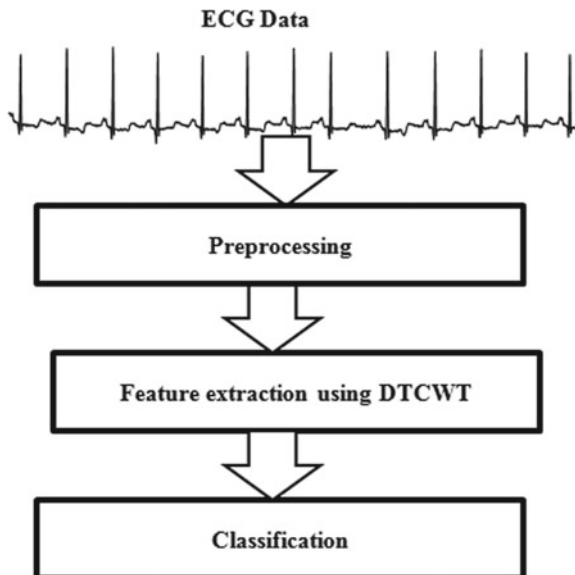 ECG Data
Preprocessing
Feature extraction using DTCWT
Classification